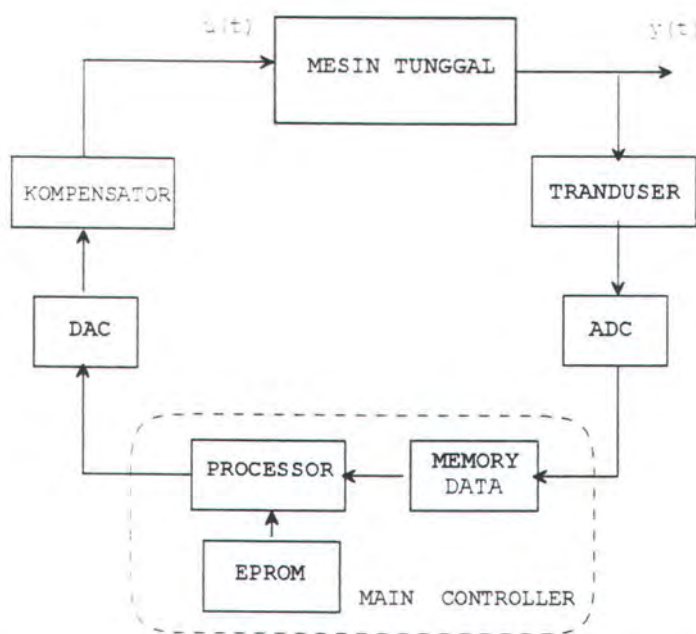 u(t)
y(t)
MESIN TUNGGAL
KOMPENSATOR
TRANDUSER
DAC
ADC
PROCESSOR
MEMORY
DATA
EPROM
MAIN CONTROLLER